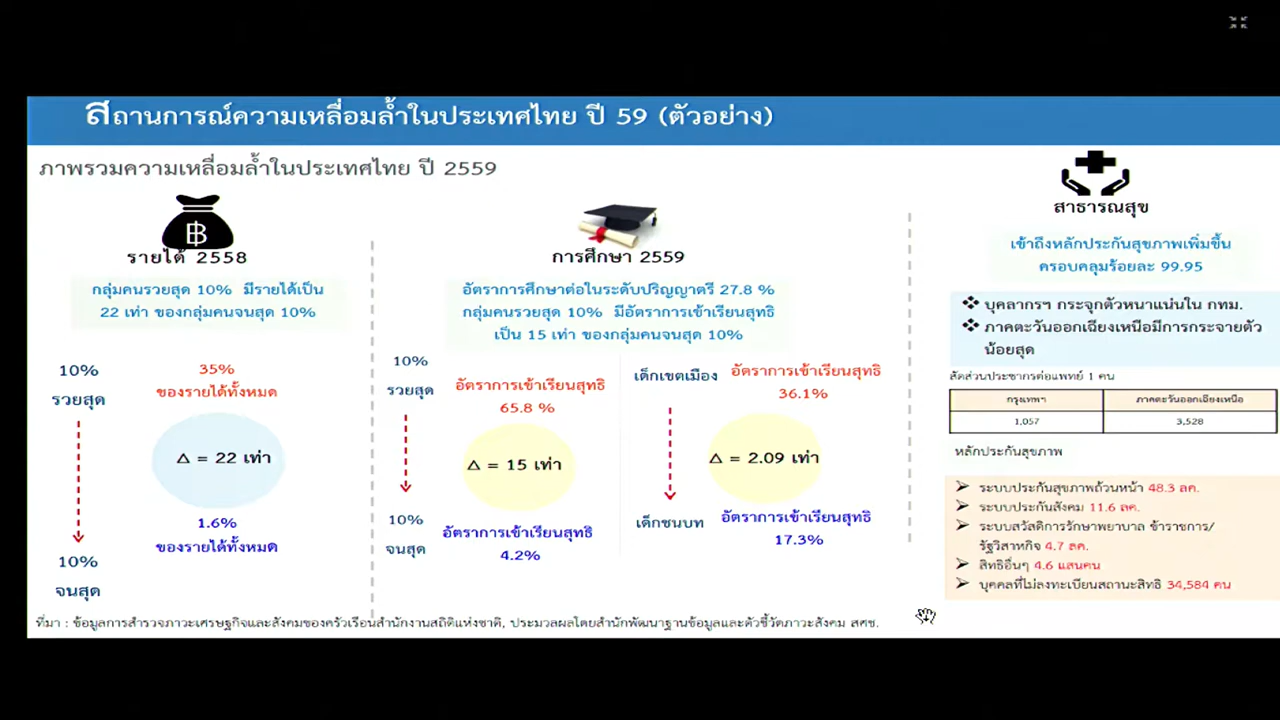 สถานการณ์ความเหลื่อมล้ำในประเทศไทย ปี 59 (ตัวอย่าง)
ภาพรวมความเหลื่อมล้ำในประเทศไทย ปี 2559
รายได้ 2558
กลุ่มคนรวยสุด 10% มีรายได้เป็น
22 เท่า ของกลุ่มคนจนสุด 10%
10%
รวยสุด
35%
ของรายได้ทั้งหมด
Δ = 22 เท่า
1.6%
ของรายได้ทั้งหมด
10%
จนสุด
การศึกษา 2559
อัตราการศึกษาต่อในระดับปริญญาตรี 27.8 %
กลุ่มคนรวยสุด 10% มีอัตราการเข้าเรียนสุทธิ
เป็น 15 เท่า ของกลุ่มคนจนสุด 10%
10%
รวยสุด
อัตราการเข้าเรียนสุทธิ
65.8 %
Δ = 15 เท่า
10%
จนสุด
อัตราการเข้าเรียนสุทธิ
4.2%
เด็กเขตเมือง
อัตราการเข้าเรียนสุทธิ
36.1%
Δ = 2.09 เท่า
เด็กชนบท
อัตราการเข้าเรียนสุทธิ
17.3%
สาธารณสุข
เข้าถึงหลักประกันสุขภาพเพิ่มขึ้น
ครอบคลุมร้อยละ 99.95
❖ บุคลากรฯ กระจุกตัวหนาแน่นใน กทม.
❖ ภาคตะวันออกเฉียงเหนือมีการกระจายตัว
น้อยสุด
สัดส่วนประชากรต่อแพทย์ 1 คน
กรุงเทพฯ ภาคตะวันออกเฉียงเหนือ
1,057 3,528
หลักประกันสุขภาพ
➢ ระบบประกันสุขภาพถ้วนหน้า 48.3 ลค.
➢ ระบบประกันสังคม 11.6 ลค.
➢ ระบบสวัสดิการรักษาพยาบาล ข้าราชการ/
รัฐวิสาหกิจ 4.7 ลค.
➢ สิทธิอื่นๆ 4.6 แสนคน
➢ บุคคลที่ไม่ลงทะเบียนสถานะสิทธิ 34,584 คน
ที่มา : ข้อมูลการสำรวจภาวะเศรษฐกิจและสังคมของครัวเรือนสำนักงานสถิติแห่งชาติ, ประมวลผลโดยสำนักพัฒนาฐานข้อมูลและตัวชี้วัดภาวะสังคม สศช.